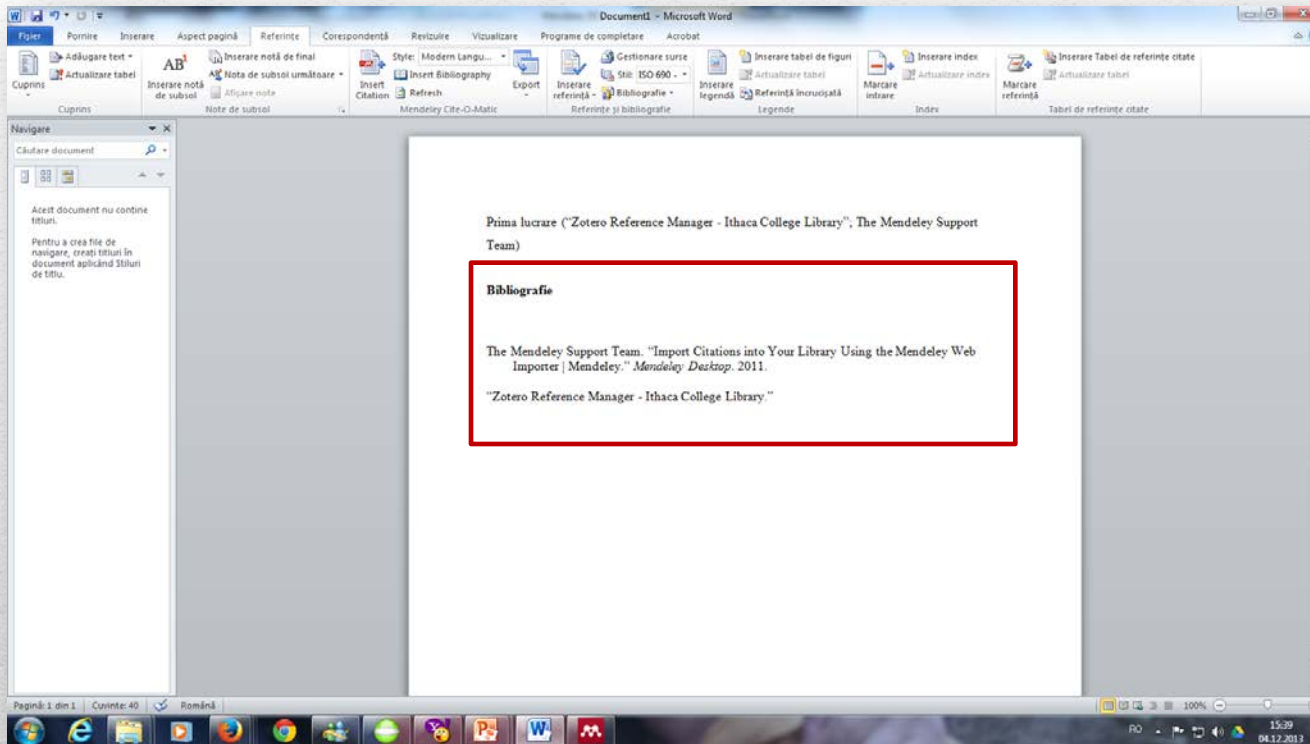 Document1 - Microsoft Word
Fișier Pornire Inserare Aspect pagină Referințe Corespondență Revizuire Vizualizare Programe de completare Acrobat
Cuprins
Adăugare text
Actualizare tabel
Cuprins
AB¹
Inserare notă de subsol
Inserare notă de final
Nota de subsol următoare
Afișare note
Note de subsol
Insert Citation
Style: Modern Langu...
Insert Bibliography
Refresh
Export
Mendeley Cite-O-Matic
Inserare referință
Gestionare surse
Stil: ISO 690 -
Bibliografie
Referințe și bibliografie
Inserare legendă
Inserare tabel de figuri
Actualizare tabel
Referință încrucișată
Legende
Marcare intrare
Inserare index
Actualizare index
Index
Marcare referință
Inserare Tabel de referințe citate
Actualizare tabel
Tabel de referințe citate
Navigare
Căutare document
Acest document nu conține
titluri.
Pentru a crea file de
navigare, creați titluri în
document aplicând Stiluri
de titlu.
Prima lucrare (“Zotero Reference Manager - Ithaca College Library”; The Mendeley Support
Team)
Bibliografie
The Mendeley Support Team. “Import Citations into Your Library Using the Mendeley Web
Importer | Mendeley.” Mendeley Desktop. 2011.
“Zotero Reference Manager - Ithaca College Library.”
Pagină: 1 din 1 Cuvinte: 40 Română
100%
RO
15:39
04.12.2013